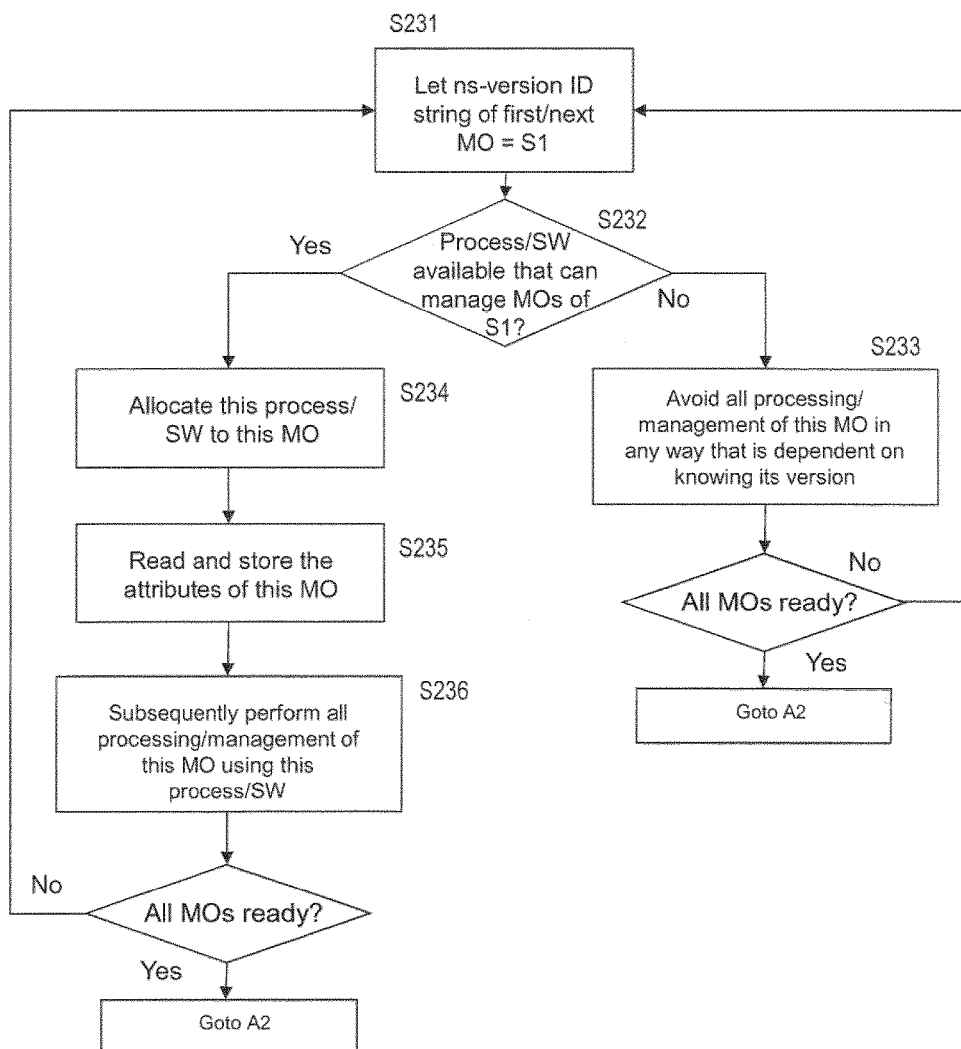 S231
Let ns-version ID
string of first/next
MO = S1
S232
Process/SW
available that can
manage MOs of
S1?
Yes
No
S234
Allocate this process/
SW to this MO
S235
Read and store the
attributes of this MO
S236
Subsequently perform all
processing/management of
this MO using this
process/SW
All MOs ready?
No
Yes
Goto A2
S233
Avoid all processing/
management of this MO in
any way that is dependent on
knowing its version
All MOs ready?
No
Yes
Goto A2